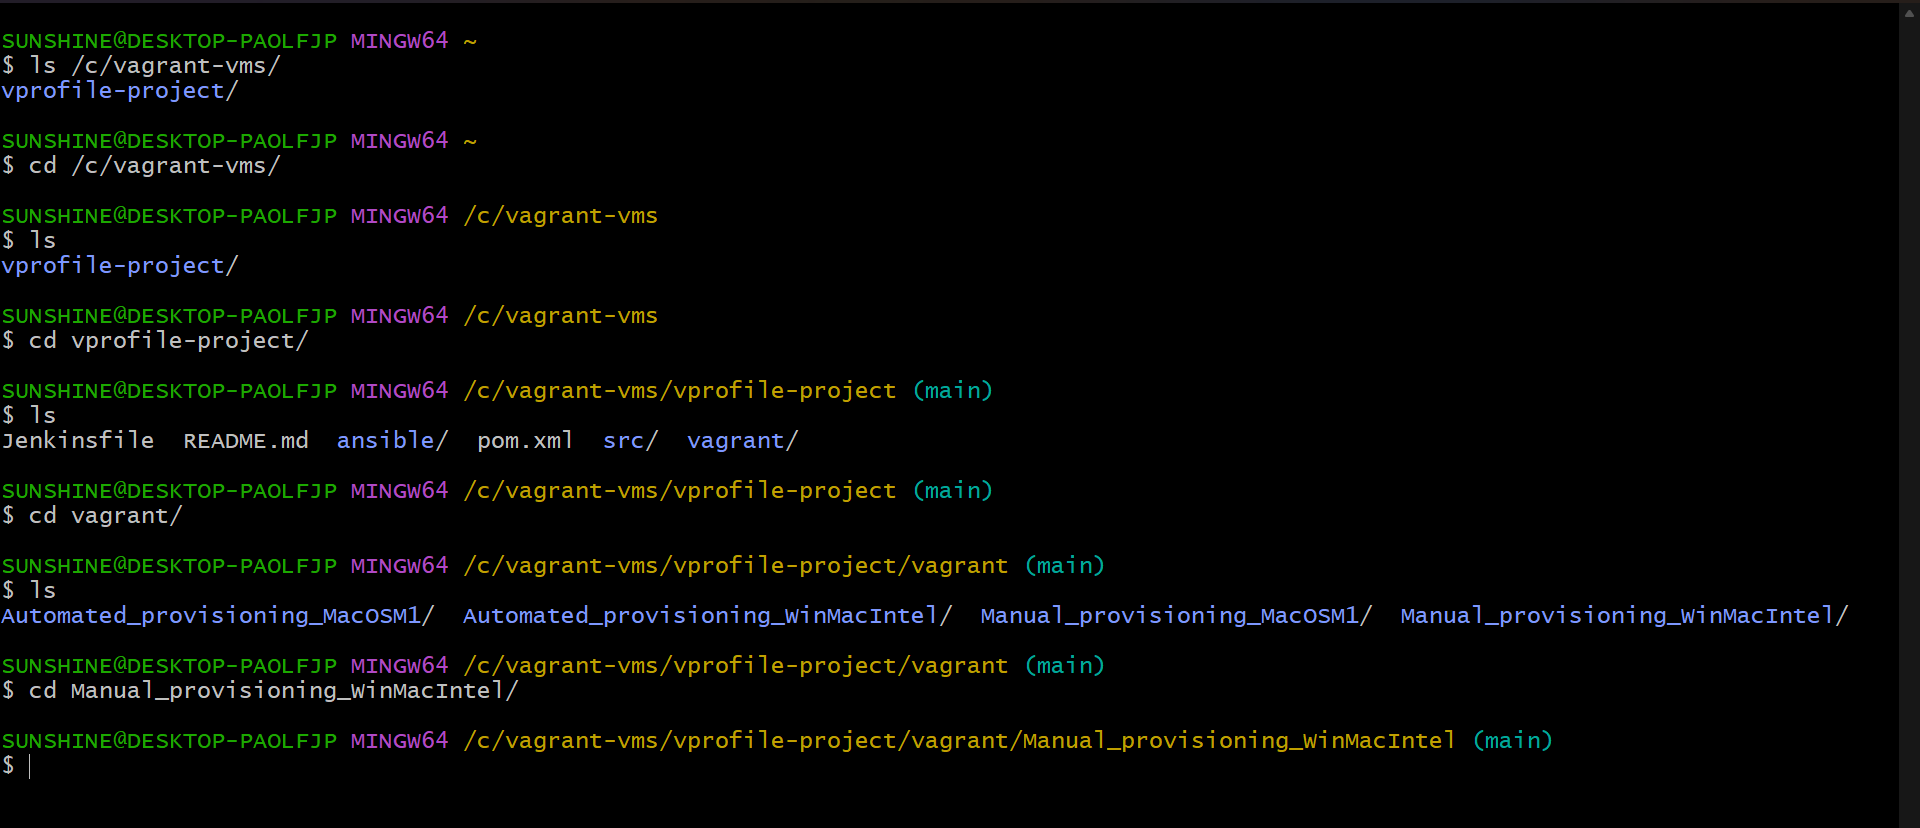 SUNSHINE@DESKTOP-PAOLFJP MINGW64 ~
$ ls /c/vagrant-vms/
vprofile-project/
SUNSHINE@DESKTOP-PAOLFJP MINGW64 ~
$ cd /c/vagrant-vms/
SUNSHINE@DESKTOP-PAOLFJP MINGW64 /c/vagrant-vms
$ ls
vprofile-project/
SUNSHINE@DESKTOP-PAOLFJP MINGW64 /c/vagrant-vms
$ cd vprofile-project/
SUNSHINE@DESKTOP-PAOLFJP MINGW64 /c/vagrant-vms/vprofile-project (main)
$ ls
Jenkinsfile  README.md  ansible/  pom.xml  src/  vagrant/
SUNSHINE@DESKTOP-PAOLFJP MINGW64 /c/vagrant-vms/vprofile-project (main)
$ cd vagrant/
SUNSHINE@DESKTOP-PAOLFJP MINGW64 /c/vagrant-vms/vprofile-project/vagrant (main)
$ ls
Automated_provisioning_MacOSM1/  Automated_provisioning_WinMacIntel/  Manual_provisioning_MacOSM1/  Manual_provisioning_WinMacIntel/
SUNSHINE@DESKTOP-PAOLFJP MINGW64 /c/vagrant-vms/vprofile-project/vagrant (main)
$ cd Manual_provisioning_WinMacIntel/
SUNSHINE@DESKTOP-PAOLFJP MINGW64 /c/vagrant-vms/vprofile-project/vagrant/Manual_provisioning_WinMacIntel (main)
$